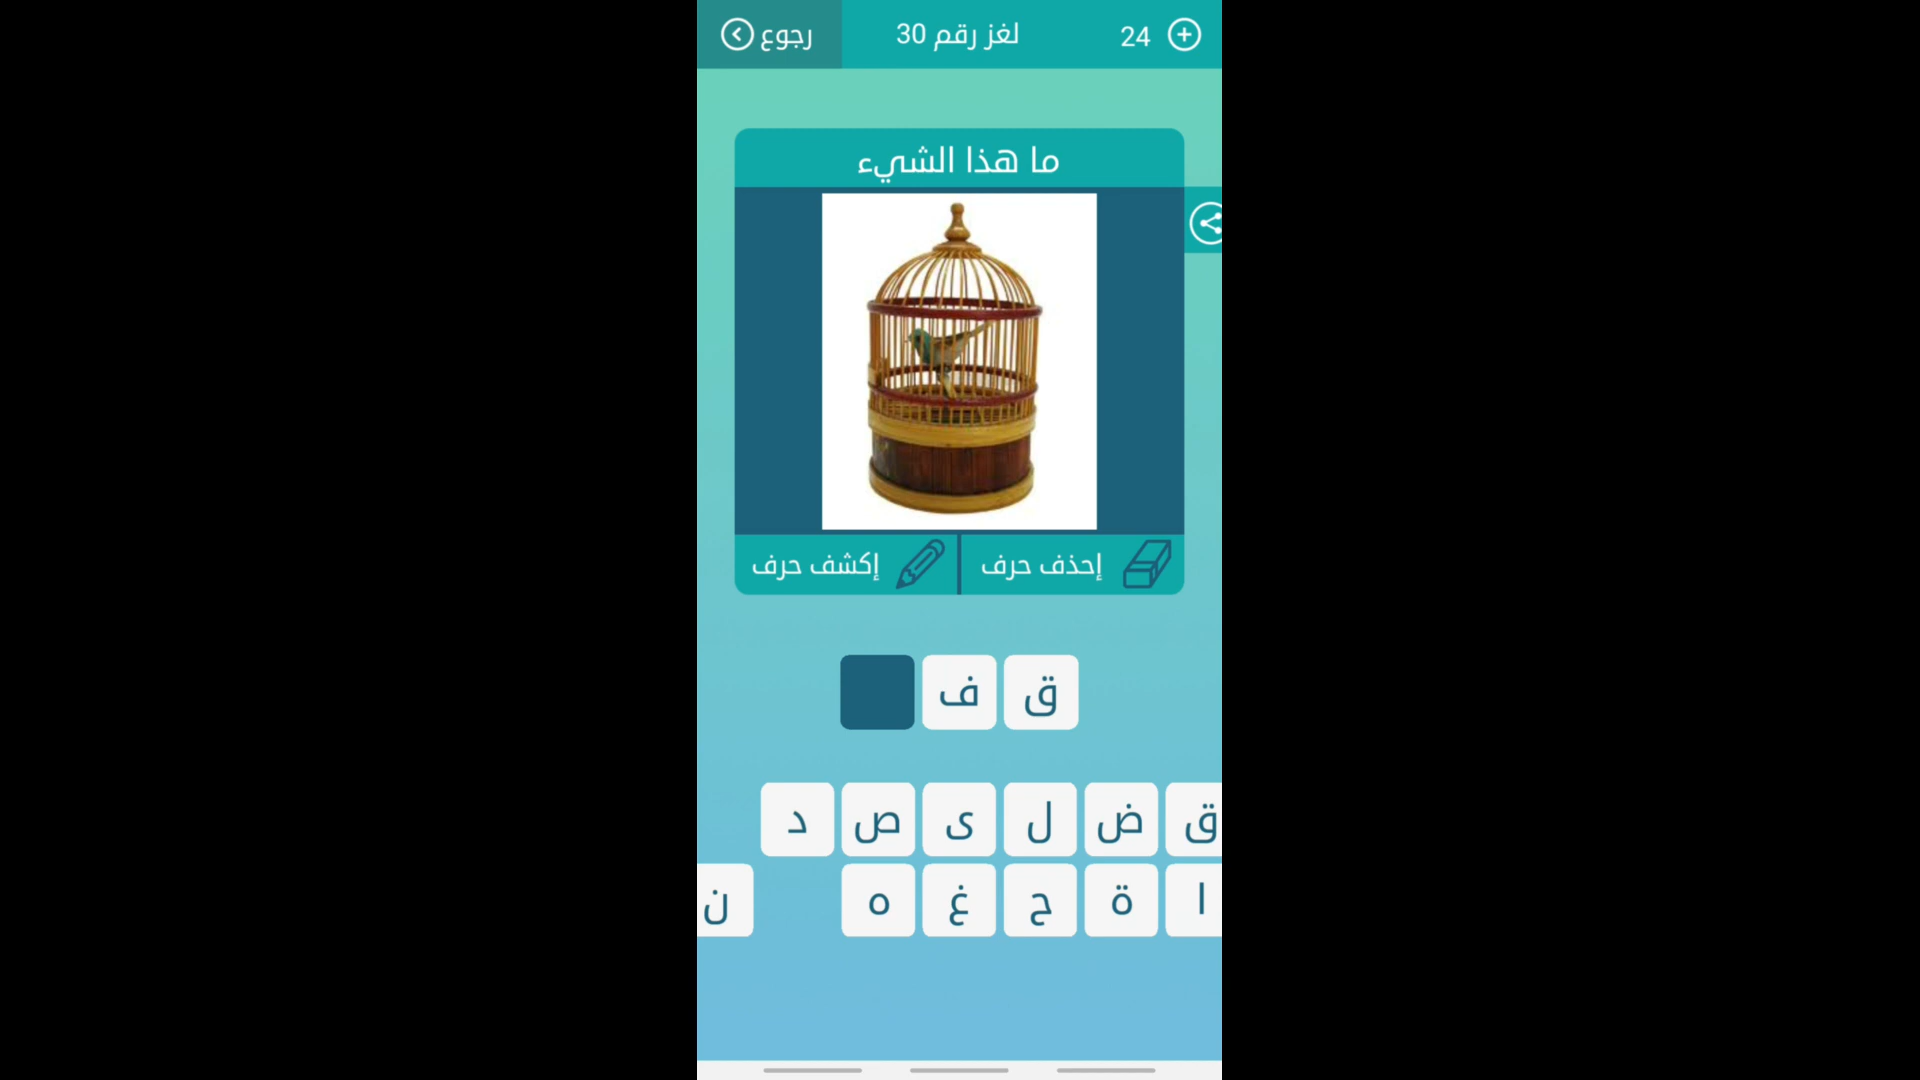 رجوع لغز رقم 30 24
ما هذا الشيء
إحذف حرف إكشف حرف
ق ف
ق ض ل ى ص د
ا ة ح غ ه ن